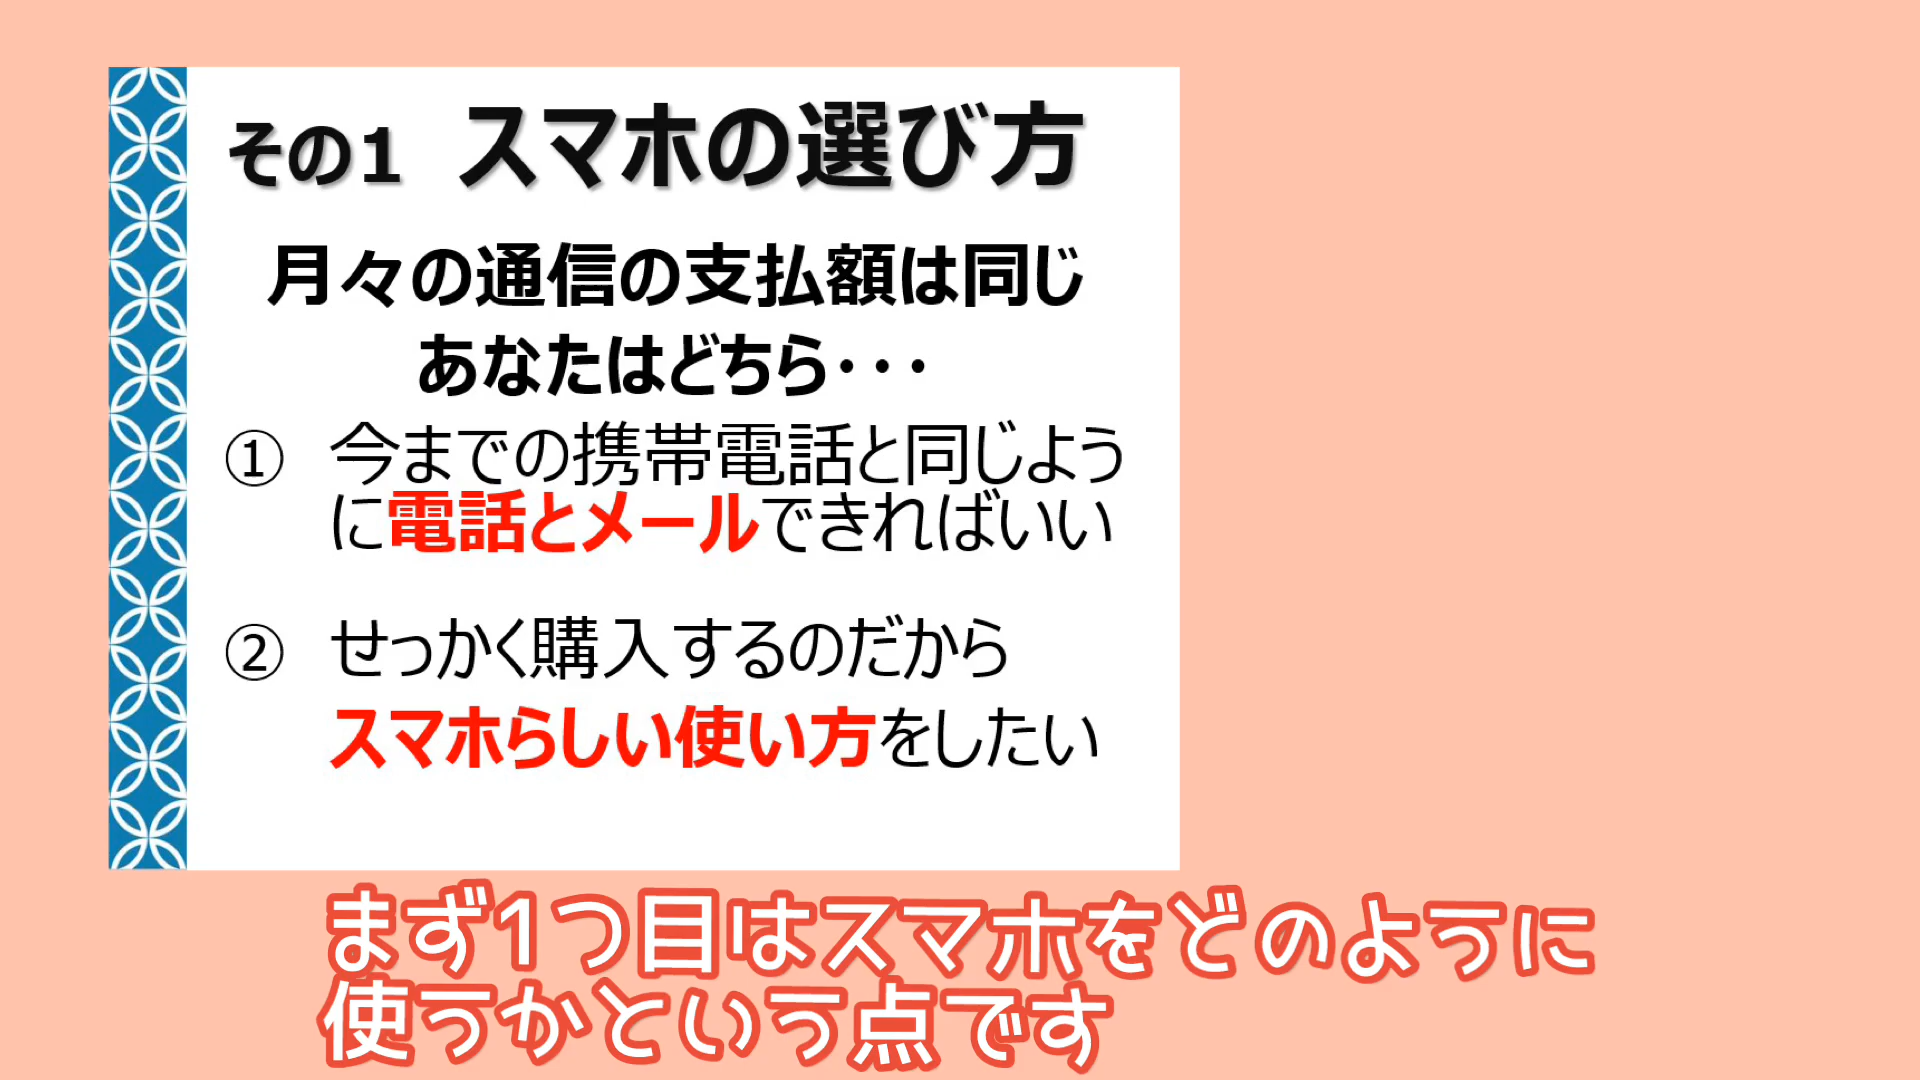 その1 スマホの選び方
月々の通信の支払額は同じ
あなたはどちら･･･
① 今までの携帯電話と同じよう
に電話とメールできればいい
② せっかく購入するのだから
スマホらしい使い方をしたい
まず1つ目はスマホをどのように
使うかという点です